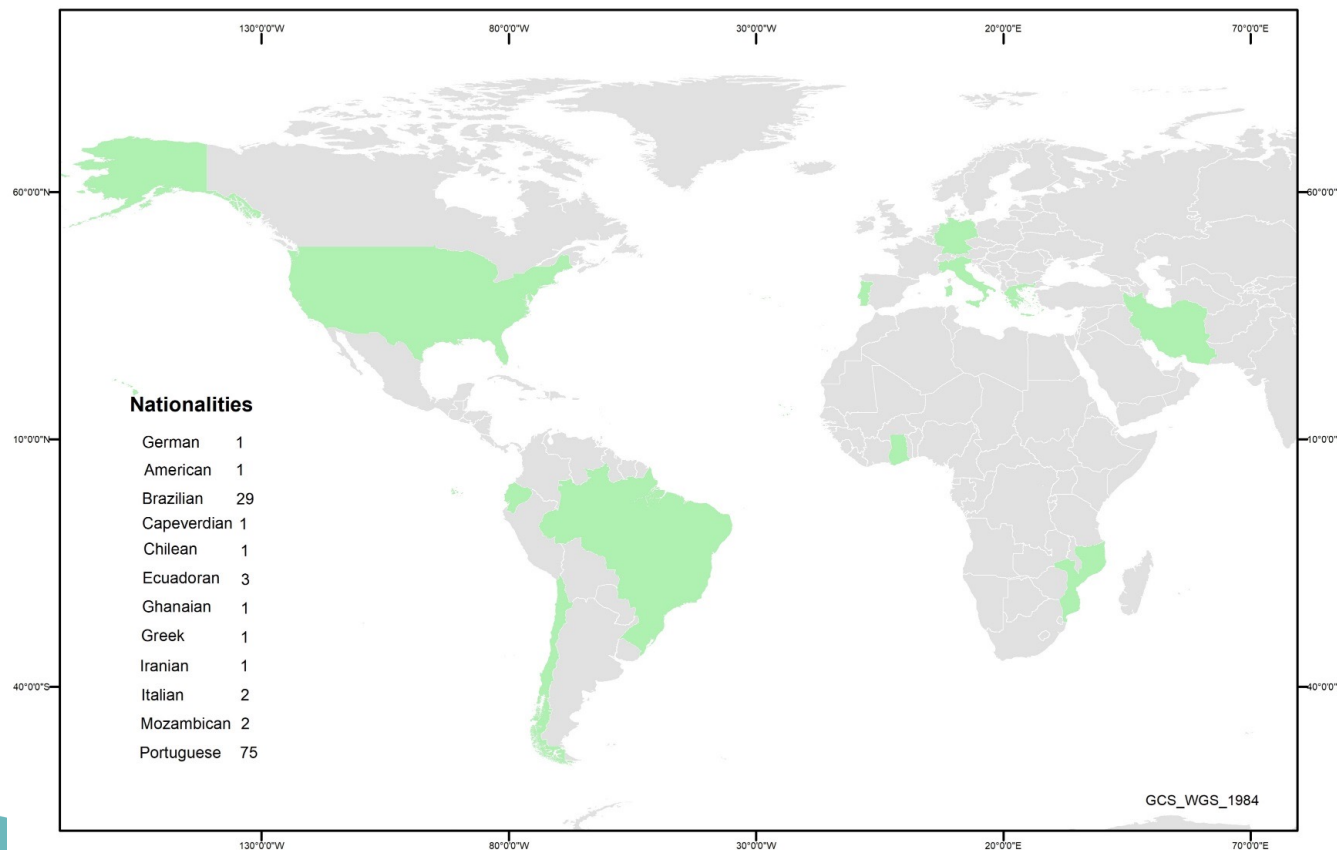 130°0'0"W 80°0'0"W 30°0'0"W 20°0'0"E 70°0'0"E
60°0'0"N 60°0'0"N
Nationalities
10°0'0"N 10°0'0"N
German 1
American 1
Brazilian 29
Capeverdian 1
Chilean 1
Ecuadoran 3
Ghanaian 1
Greek 1
Iranian 1
Italian 2
40°0'0"S 40°0'0"S
Mozambican 2
Portuguese 75
GCS_WGS_1984
130°0'0"W 80°0'0"W 30°0'0"W 20°0'0"E 70°0'0"E